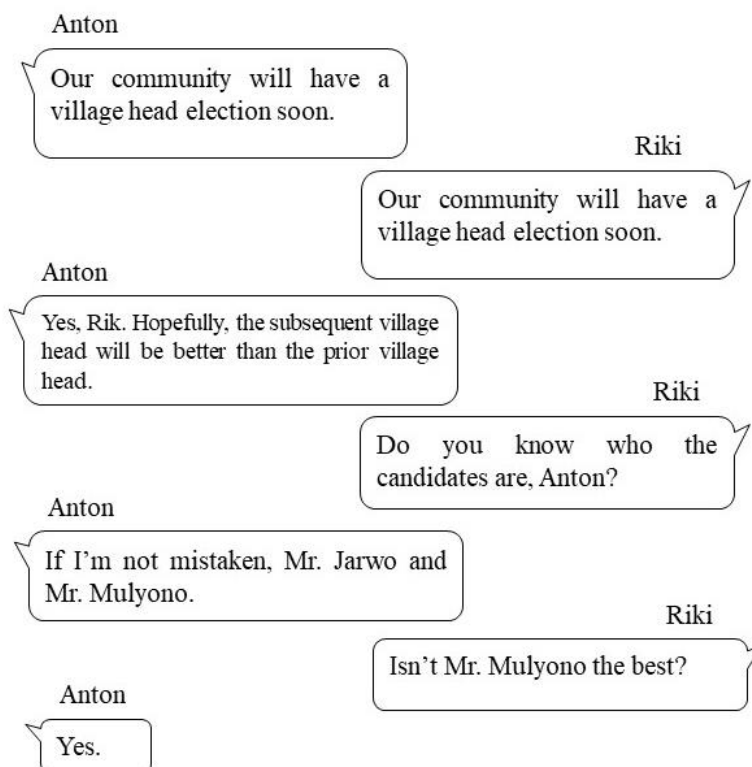 Anton
Our community will have a
village head election soon.
Riki
Our community will have a
village head election soon.
Anton
Yes, Rik. Hopefully, the subsequent village
head will be better than the prior village
head.
Riki
Do you know who the
candidates are, Anton?
Anton
If I'm not mistaken, Mr. Jarwo and
Mr. Mulyono.
Riki
Isn't Mr. Mulyono the best?
Anton
Yes.